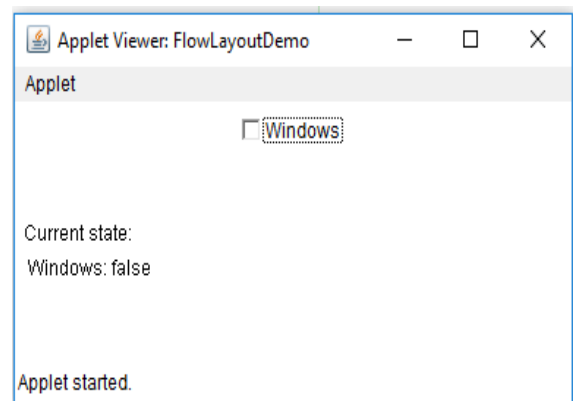 Applet Viewer: FlowLayoutDemo
Applet
Windows
Current state:
Windows: false
Applet started.